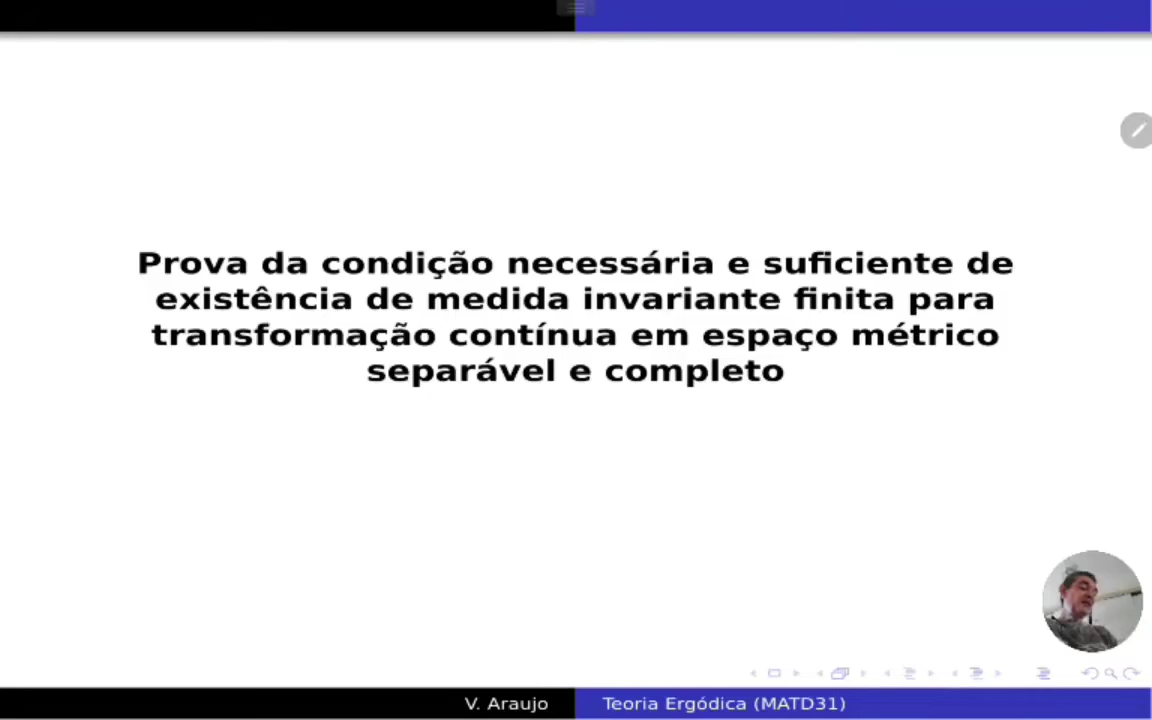 Prova da condição necessária e suficiente de
existência de medida invariante finita para
transformação contínua em espaço métrico
separável e completo
V. Araujo
Teoria Ergódica (MATD31)